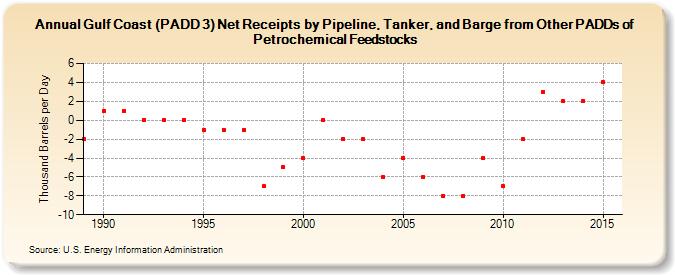 Annual Gulf Coast (PADD 3) Net Receipts by Pipeline, Tanker, and Barge from Other PADDs of
Petrochemical Feedstocks
Thousand Barrels per Day
6
4
2
0
-2
-4
-6
-8
-10
1990 1995 2000 2005 2010 2015
Source: U.S. Energy Information Administration